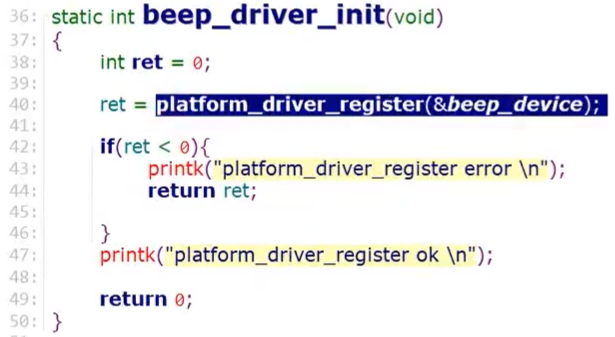 36: static int beep_driver_init(void)
37: {
38: int ret = 0;
39:
40: ret = platform_driver_register(&beep_device);
41:
42: if(ret < 0){
43: printk("platform_driver_register error \n");
44: return ret;
45:
46: }
47: printk("platform_driver_register ok \n");
48:
49: return 0;
50: }